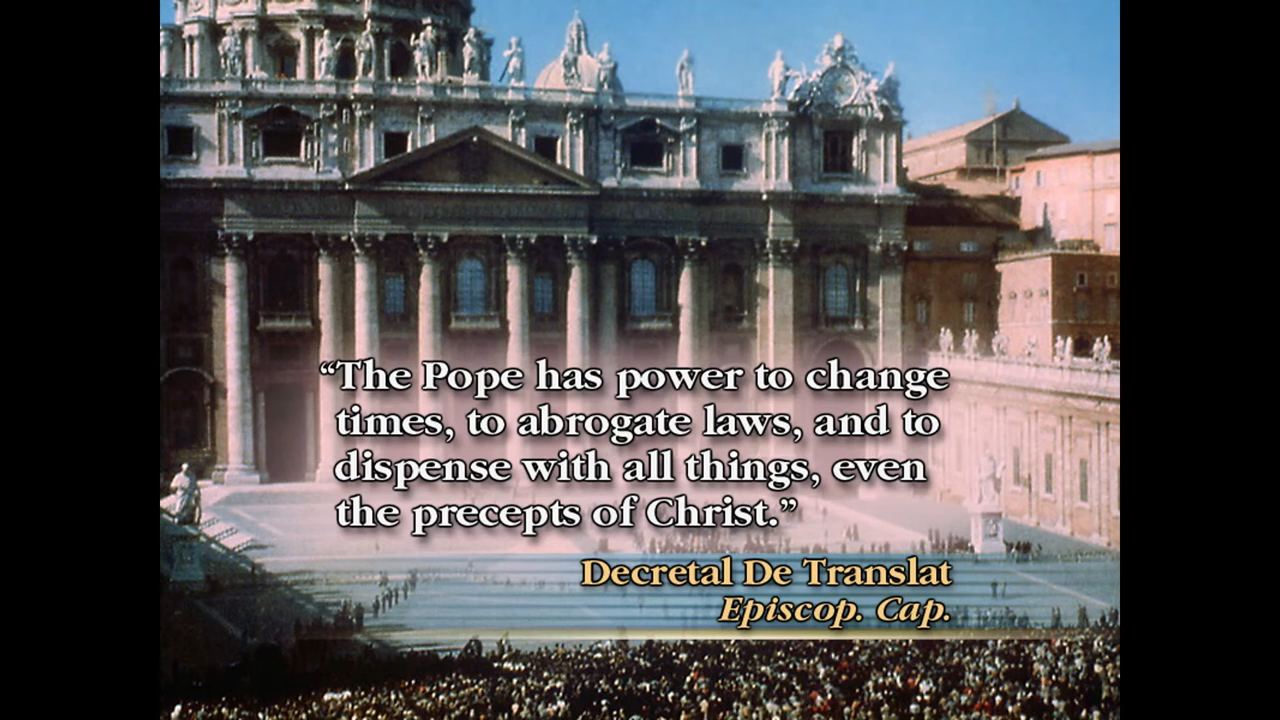 “The Pope has power to change
times, to abrogate laws, and to
dispense with all things, even
the precepts of Christ.”
Decretal De Translat
Episcop. Cap.